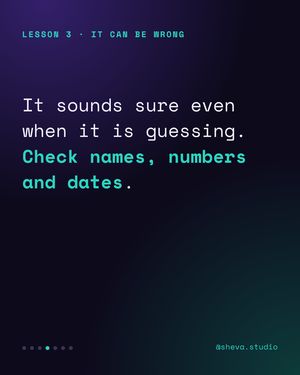 LESSON 3 · IT CAN BE WRONG
It sounds sure even
when it is guessing.
Check names, numbers
and dates.
@sheva.studio